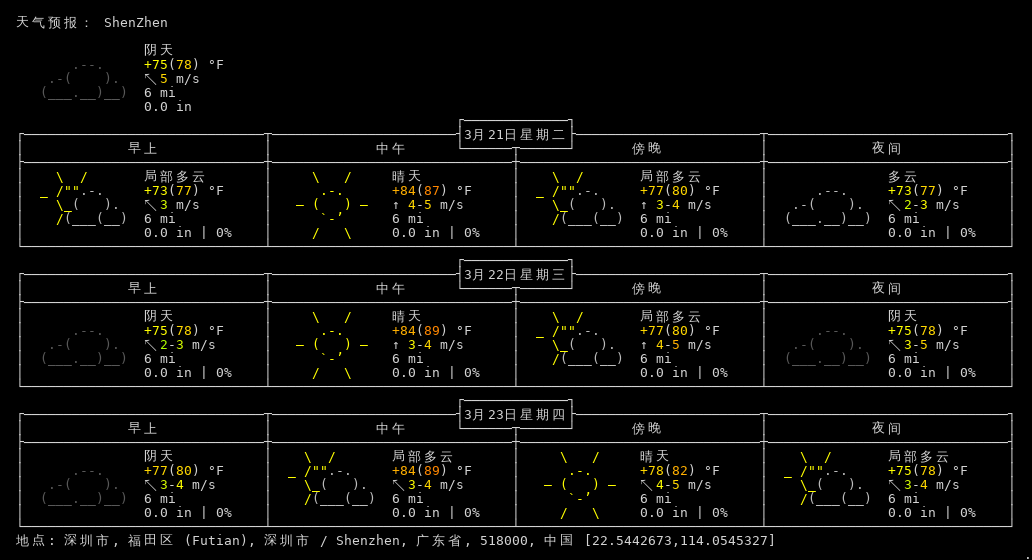 天气预报： ShenZhen
阴天
+75(78) °F
↖5 m/s
6 mi
0.0 in
3月21日星期二
早上 中午 傍晚 夜间
局部多云 晴天 局部多云 多云
+73(77) °F +84(87) °F +77(80) °F +73(77) °F
↖3 m/s ↑ 4-5 m/s ↑ 3-4 m/s ↖2-3 m/s
6 mi 6 mi 6 mi 6 mi
0.0 in | 0% 0.0 in | 0% 0.0 in | 0% 0.0 in | 0%
3月22日星期三
早上 中午 傍晚 夜间
阴天 晴天 局部多云 阴天
+75(78) °F +84(89) °F +77(80) °F +75(78) °F
↖2-3 m/s ↑ 3-4 m/s ↑ 4-5 m/s ↖3-5 m/s
6 mi 6 mi 6 mi 6 mi
0.0 in | 0% 0.0 in | 0% 0.0 in | 0% 0.0 in | 0%
3月23日星期四
早上 中午 傍晚 夜间
阴天 局部多云 晴天 局部多云
+77(80) °F +84(89) °F +78(82) °F +75(78) °F
↖3-4 m/s ↖3-4 m/s ↖4-5 m/s ↖3-4 m/s
6 mi 6 mi 6 mi 6 mi
0.0 in | 0% 0.0 in | 0% 0.0 in | 0% 0.0 in | 0%
地点: 深圳市, 福田区 (Futian), 深圳市 / Shenzhen, 广东省, 518000, 中国 [22.5442673,114.0545327]